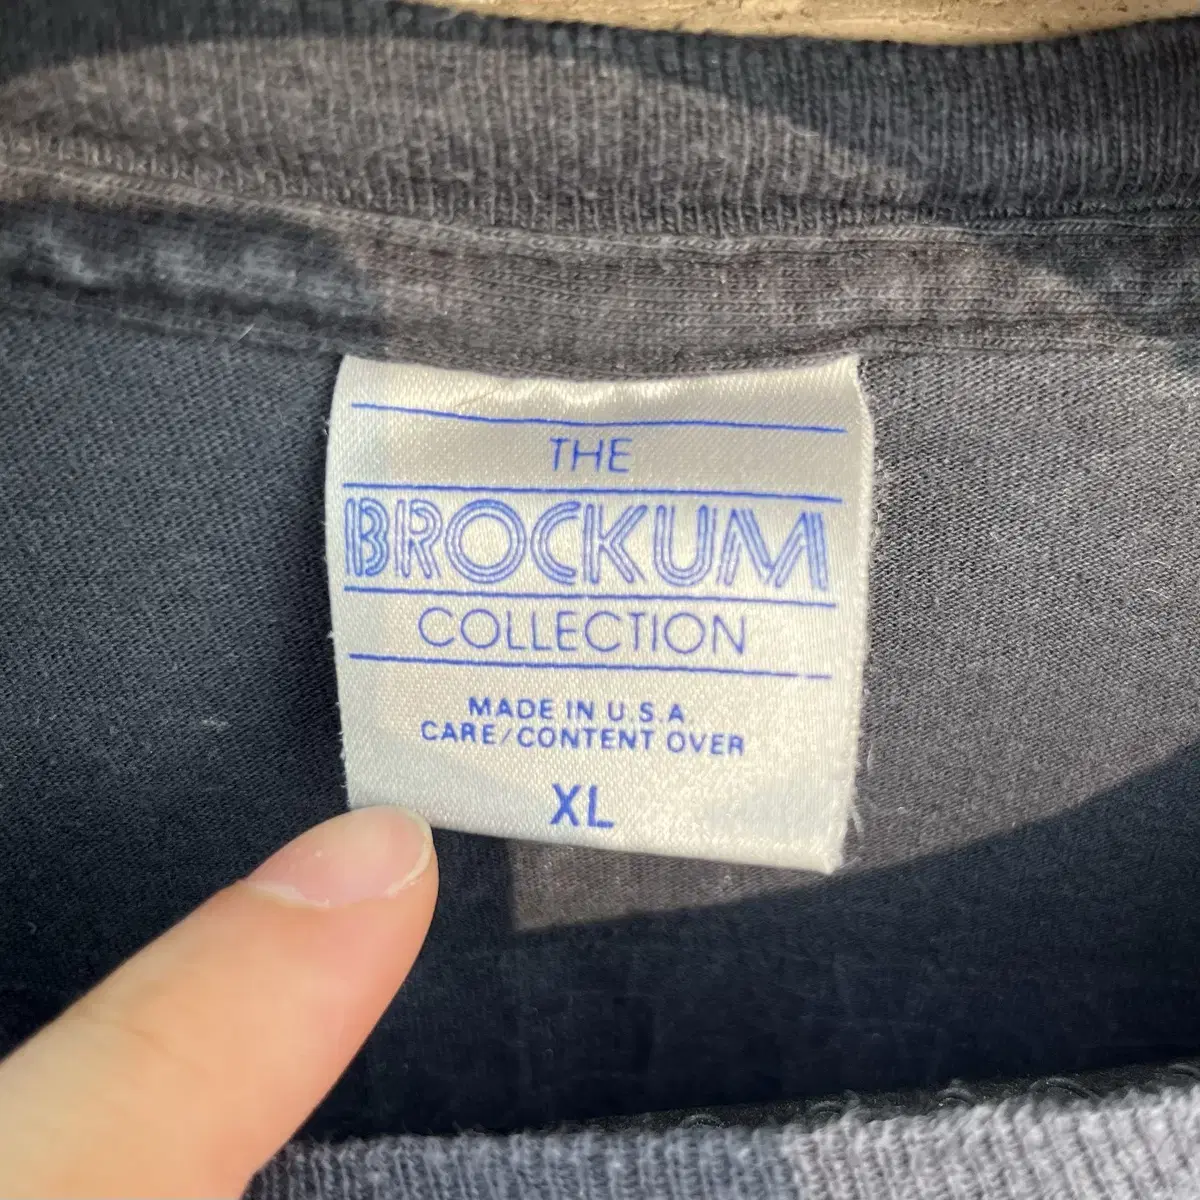 THE
BROCKUM
COLLECTION
MADE IN U.S.A.
CARE/CONTENT OVER
XL